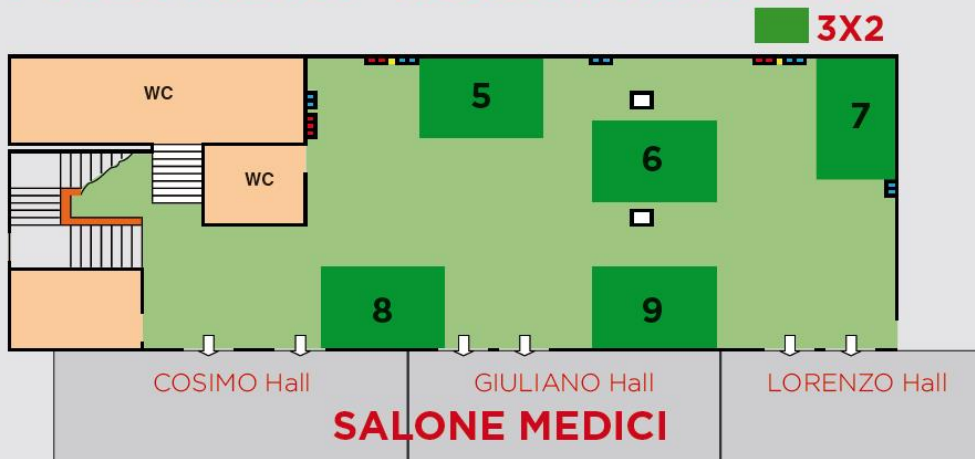 3X2
WC
5
7
6
WC
8
9
COSIMO Hall
GIULIANO Hall
LORENZO Hall
SALONE MEDICI